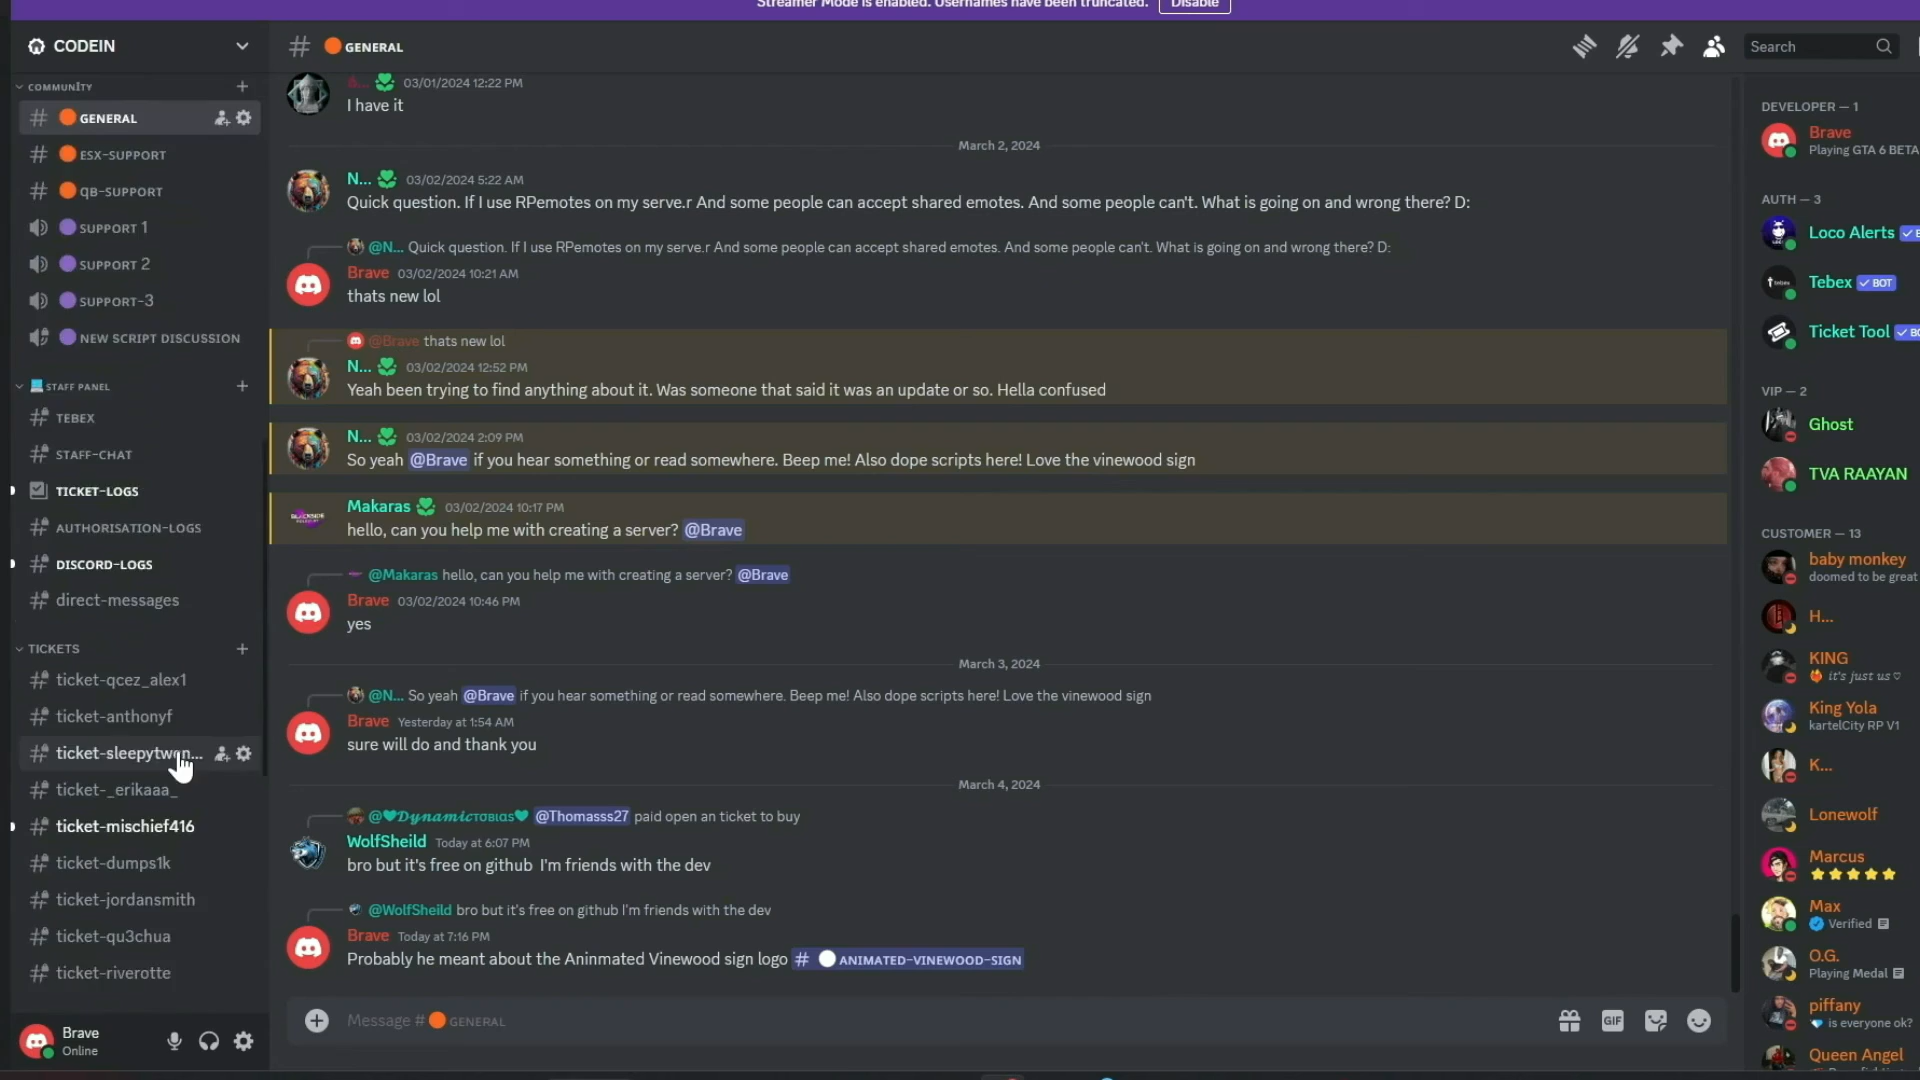 Streamer Mode is enabled. Usernames have been truncated.
Disable
CODEIN
COMMUNITY
GENERAL
ESX-SUPPORT
QB-SUPPORT
SUPPORT 1
SUPPORT 2
SUPPORT-3
NEW SCRIPT DISCUSSION
STAFF PANEL
TEBEX
STAFF-CHAT
TICKET-LOGS
AUTHORISATION-LOGS
DISCORD-LOGS
direct-messages
TICKETS
ticket-qcez_alex1
ticket-anthonyf
ticket-sleepytwon...
ticket-_erikaaa_
ticket-mischief416
ticket-dumps1k
ticket-jordansmith
ticket-qu3chua
ticket-riverotte
Brave
Online
# GENERAL
03/01/2024 12:22 PM
I have it
March 2, 2024
N... 03/02/2024 5:22 AM
Quick question. If I use RPemotes on my serve.r And some people can accept shared emotes. And some people can't. What is going on and wrong there? D:
@N... Quick question. If I use RPemotes on my serve.r And some people can accept shared emotes. And some people can't. What is going on and wrong there? D:
Brave 03/02/2024 10:21 AM
thats new lol
@Brave thats new lol
N... 03/02/2024 12:52 PM
Yeah been trying to find anything about it. Was someone that said it was an update or so. Hella confused
N... 03/02/2024 2:09 PM
So yeah @Brave if you hear something or read somewhere. Beep me! Also dope scripts here! Love the vinewood sign
Makaras 03/02/2024 10:17 PM
hello, can you help me with creating a server? @Brave
@Makaras hello, can you help me with creating a server? @Brave
Brave 03/02/2024 10:46 PM
yes
March 3, 2024
@N... So yeah @Brave if you hear something or read somewhere. Beep me! Also dope scripts here! Love the vinewood sign
Brave Yesterday at 1:54 AM
sure will do and thank you
March 4, 2024
@♥𝓓𝔂𝓷𝓪𝓶𝓲𝓬ᴛᴏʙɪɑs♥ @Thomasss27 paid open an ticket to buy
WolfSheild Today at 6:07 PM
bro but it's free on github I'm friends with the dev
@WolfSheild bro but it's free on github I'm friends with the dev
Brave Today at 7:16 PM
Probably he meant about the Aninmated Vinewood sign logo # ANIMATED-VINEWOOD-SIGN
Message # GENERAL
GIF
Search
DEVELOPER — 1
Brave
Playing GTA 6 BETA
AUTH — 3
Loco Alerts
Tebex ✓ BOT
Ticket Tool
VIP — 2
Ghost
TVA RAAYAN
CUSTOMER — 13
baby monkey
doomed to be great
H...
KING
it's just us ♡
King Yola
kartelCity RP V1
K...
Lonewolf
Marcus
Max
Verified
O.G.
Playing Medal
piffany
is everyone ok?
Queen Angel